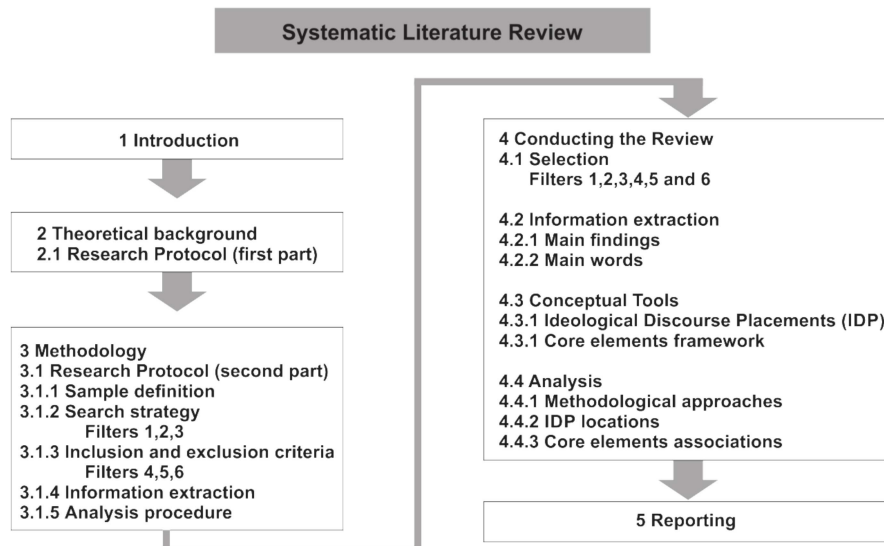 Systematic Literature Review
1 Introduction
2 Theoretical background
2.1 Research Protocol (first part)
3 Methodology
3.1 Research Protocol (second part)
3.1.1 Sample definition
3.1.2 Search strategy
Filters 1,2,3
3.1.3 Inclusion and exclusion criteria
Filters 4,5,6
3.1.4 Information extraction
3.1.5 Analysis procedure
4 Conducting the Review
4.1 Selection
Filters 1,2,3,4,5 and 6
4.2 Information extraction
4.2.1 Main findings
4.2.2 Main words
4.3 Conceptual Tools
4.3.1 Ideological Discourse Placements (IDP)
4.3.1 Core elements framework
4.4 Analysis
4.4.1 Methodological approaches
4.4.2 IDP locations
4.4.3 Core elements associations
5 Reporting